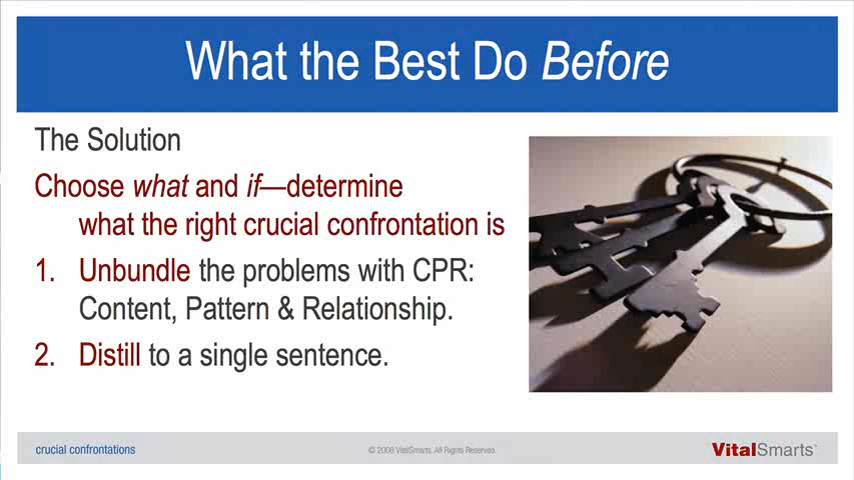 What the Best Do Before
The Solution
Choose what and if—determine
what the right crucial confrontation is
1. Unbundle the problems with CPR:
Content, Pattern & Relationship.
2. Distill to a single sentence.
crucial confrontations
© 2008 VitalSmarts. All Rights Reserved.
VitalSmarts